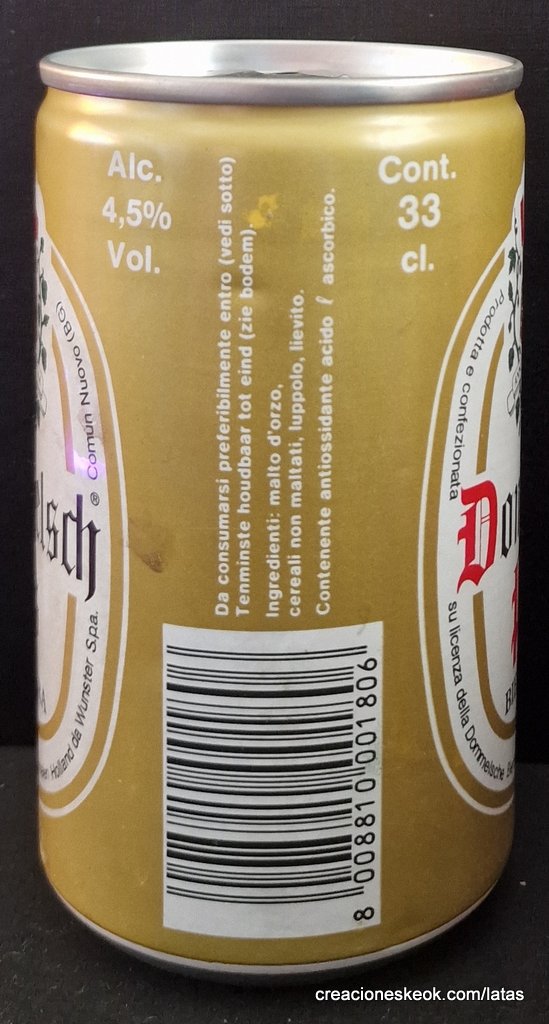 Alc.
4,5%
Vol.
Cont.
33
cl.
Da consumarsi preferibilmente entro (vedi sotto)
Tenminste houdbaar tot eind (zie bodem).
Ingredienti: malto d'orzo,
cereali non maltati, luppolo, lievito.
Contenente antiossidante acido ℓ ascorbico.
8 008810 001806
elsch
® Comun Nuovo (BG)
Holland da Wunster S.p.a.
Prodotta e confezionata
su licenza della Dommelsche
Dom
creacioneskeok.com/latas